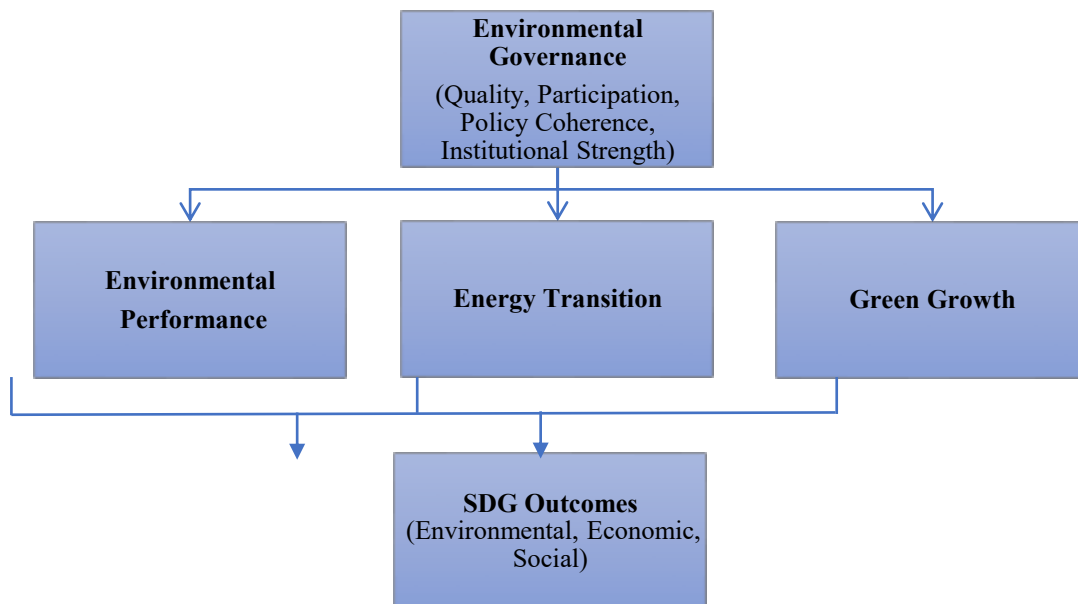 Environmental
Governance
(Quality, Participation,
Policy Coherence,
Institutional Strength)
Environmental
Performance
Energy Transition
Green Growth
SDG Outcomes
(Environmental, Economic,
Social)